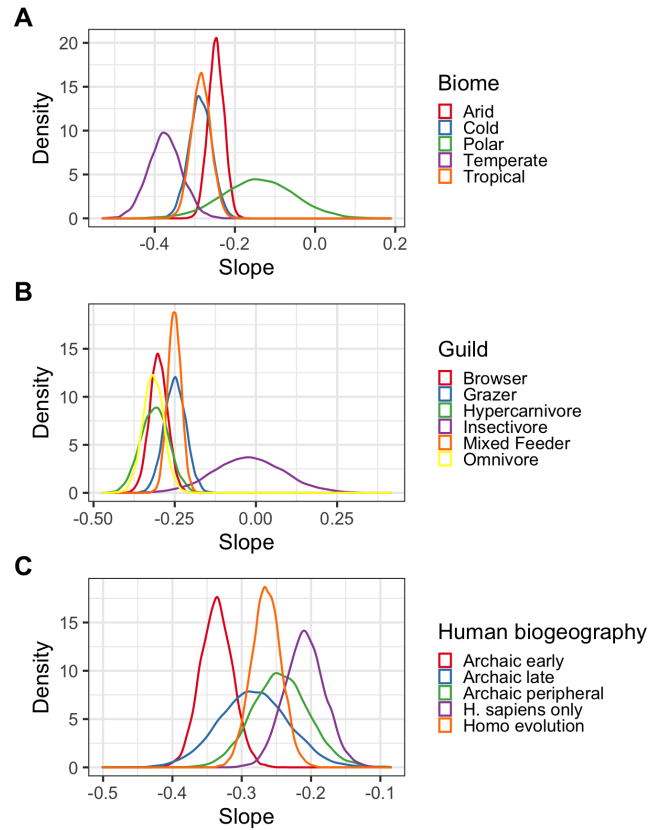 A
20
15
10
5
0
Density
-0.4 -0.2 0.0 0.2
Slope
Biome
Arid
Cold
Polar
Temperate
Tropical
B
15
10
5
0
Density
-0.50 -0.25 0.00 0.25
Slope
Guild
Browser
Grazer
Hypercarnivore
Insectivore
Mixed Feeder
Omnivore
C
15
10
5
0
Density
-0.5 -0.4 -0.3 -0.2 -0.1
Slope
Human biogeography
Archaic early
Archaic late
Archaic peripheral
H. sapiens only
Homo evolution